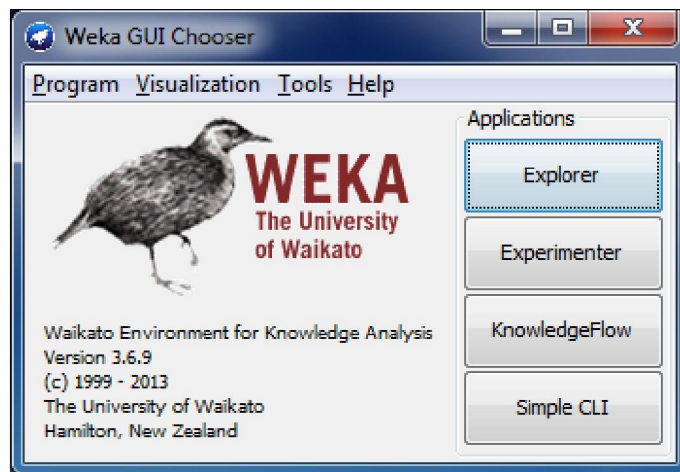 Weka GUI Chooser
Program Visualization Tools Help
WEKA
The University
of Waikato
Waikato Environment for Knowledge Analysis
Version 3.6.9
(c) 1999 - 2013
The University of Waikato
Hamilton, New Zealand
Applications
Explorer
Experimenter
KnowledgeFlow
Simple CLI